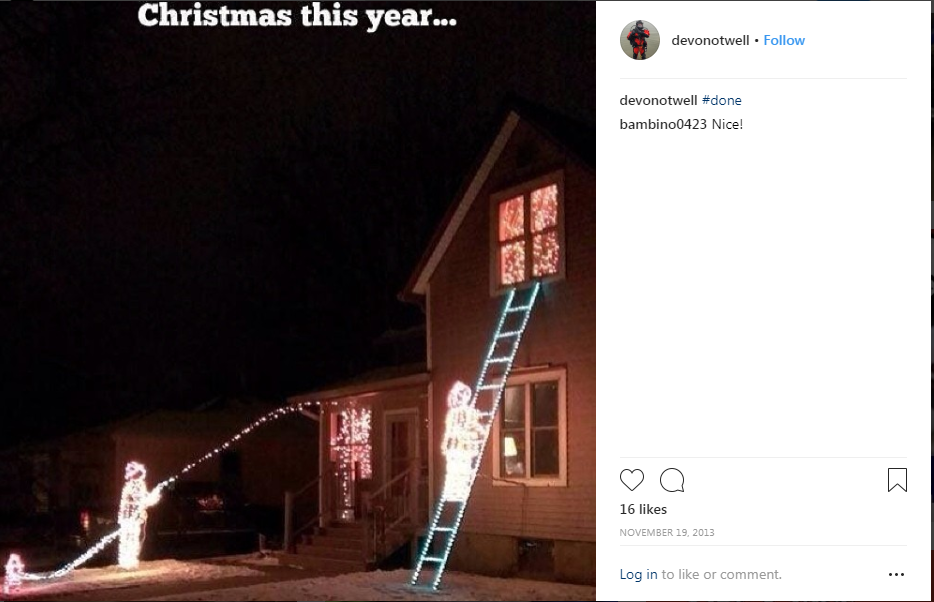 Christmas this year...
devonotwell • Follow
devonotwell #done
bambino0423 Nice!
16 likes
NOVEMBER 19, 2013
Log in to like or comment.